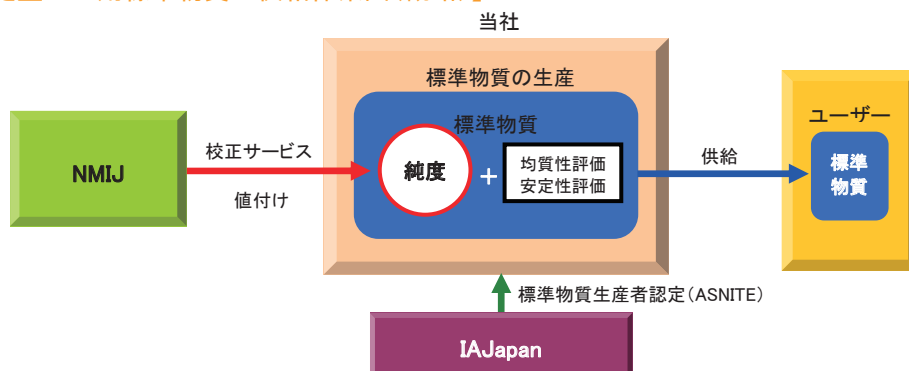 当社
標準物質の生産
標準物質
ユーザー
NMIJ
校正サービス
値付け
純度
+
均質性評価
安定性評価
供給
標準
物質
標準物質生産者認定(ASNITE)
IAJapan